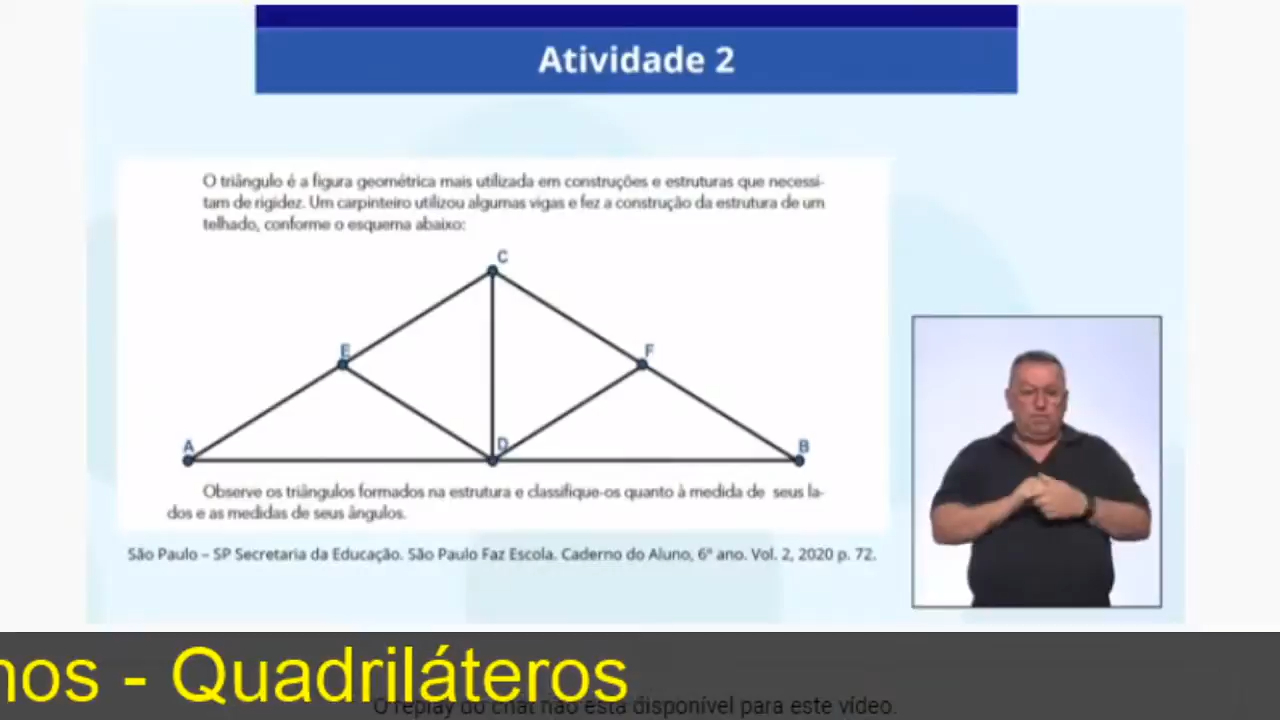 Atividade 2
O triângulo é a figura geométrica mais utilizada em construções e estruturas que necessi-
tam de rigidez. Um carpinteiro utilizou algumas vigas e fez a construção da estrutura de um
telhado, conforme o esquema abaixo:
C
E
F
A
D
B
Observe os triângulos formados na estrutura e classifique-os quanto à medida de seus la-
dos e as medidas de seus ângulos.
São Paulo – SP Secretaria da Educação. São Paulo Faz Escola. Caderno do Aluno, 6º ano. Vol. 2, 2020 p. 72.
nos - Quadriláteros
O replay do chat não está disponível para este vídeo.